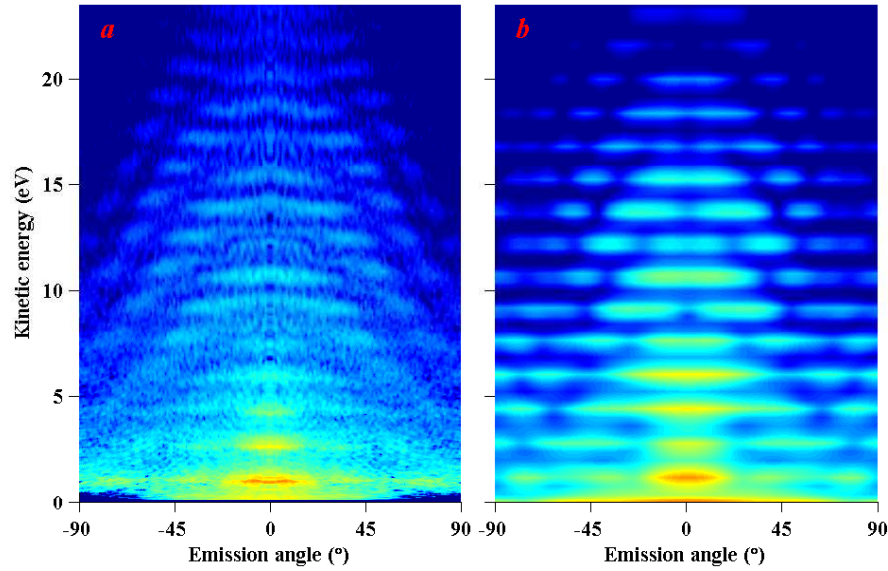 a
b
20
15
10
5
0
Kinetic energy (eV)
-90 -45 0 45 90
-90 -45 0 45 90
Emission angle (°)
Emission angle (°)